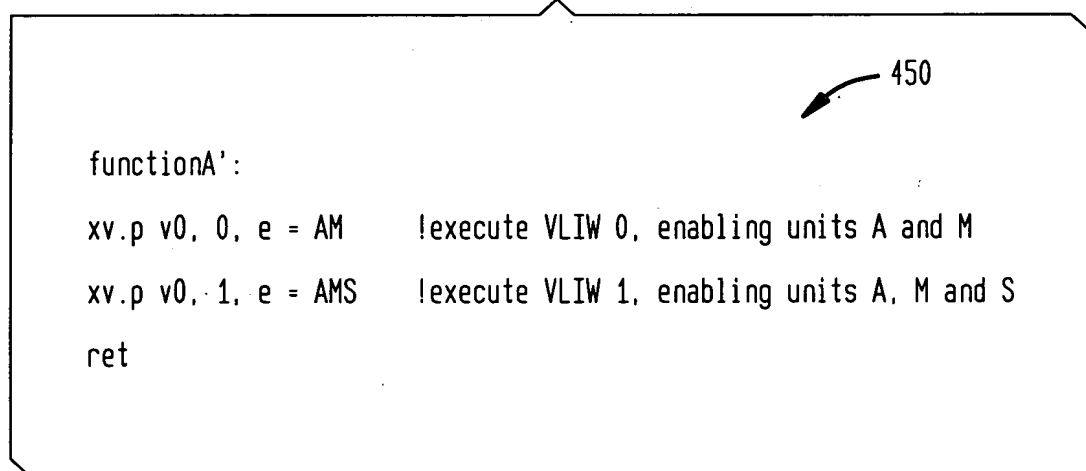 450
functionA':
xv.p v0, 0, e = AM !execute VLIW 0, enabling units A and M
xv.p v0, 1, e = AMS !execute VLIW 1, enabling units A, M and S
ret